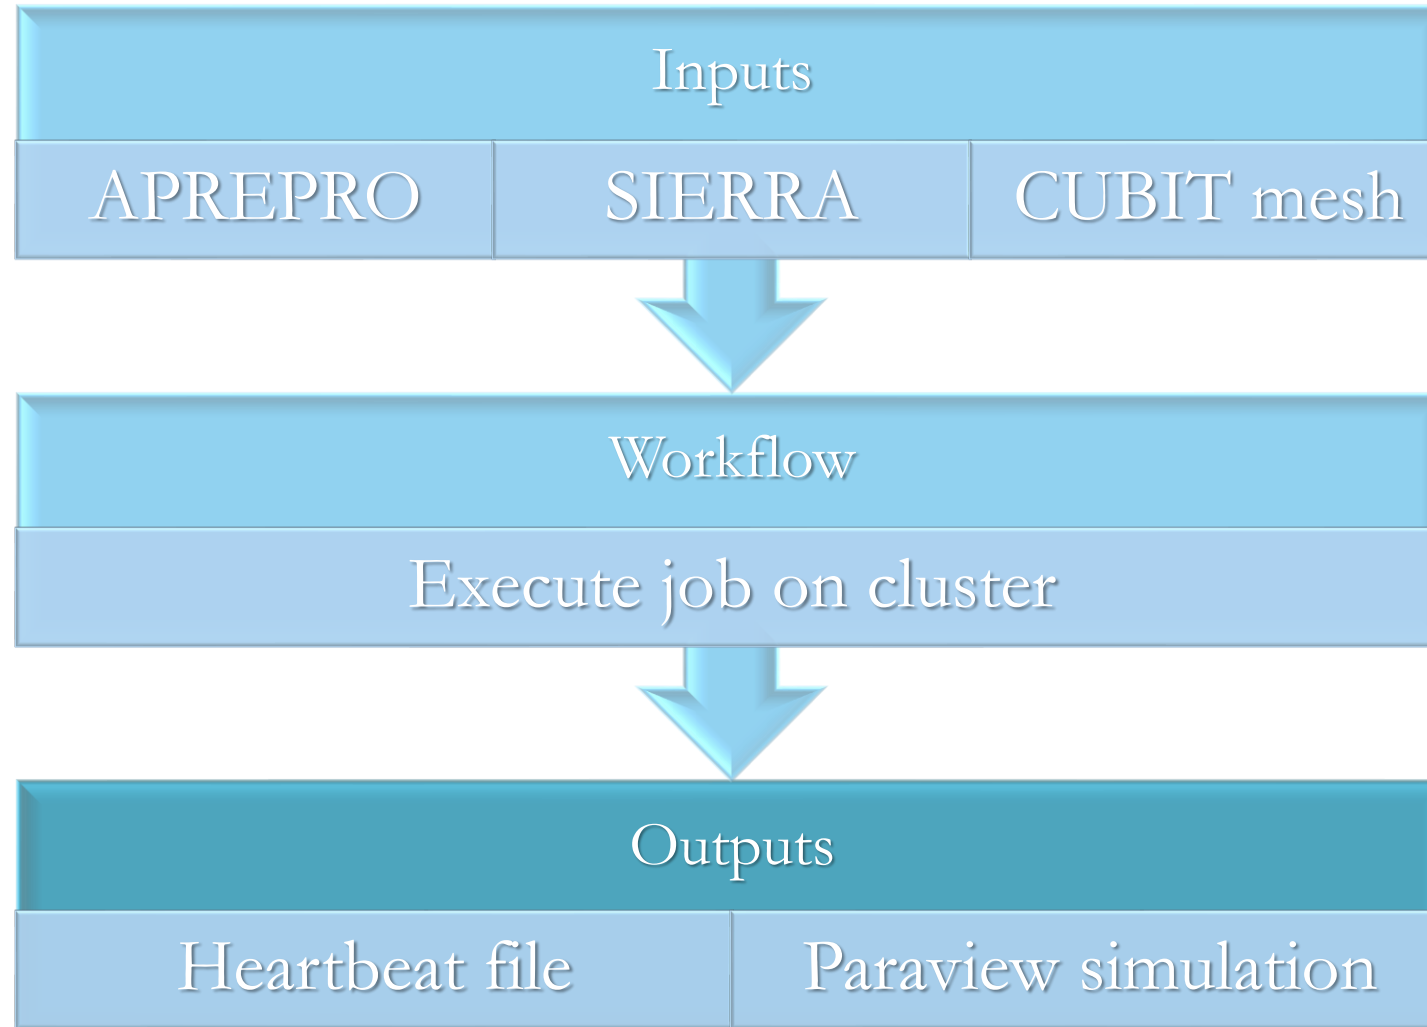 Inputs
APREPRO SIERRA CUBIT mesh
Workflow
Execute job on cluster
Outputs
Heartbeat file Paraview simulation